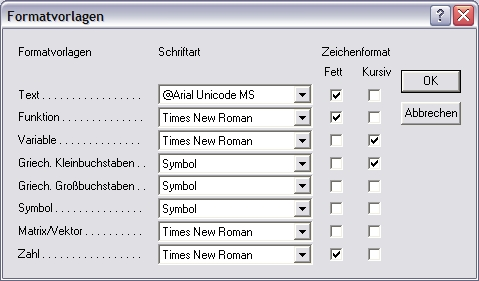 Formatvorlagen
Formatvorlagen Schriftart Zeichenformat
Fett Kursiv
OK
Text . . . . . . . . . . . . . . . . @Arial Unicode MS
Abbrechen
Funktion . . . . . . . . . . . . . Times New Roman
Variable . . . . . . . . . . . . . Times New Roman
Griech. Kleinbuchstaben . . Symbol
Griech. Großbuchstaben . . Symbol
Symbol . . . . . . . . . . . . . . Symbol
Matrix/Vektor . . . . . . . . . Times New Roman
Zahl . . . . . . . . . . . . . . . . Times New Roman